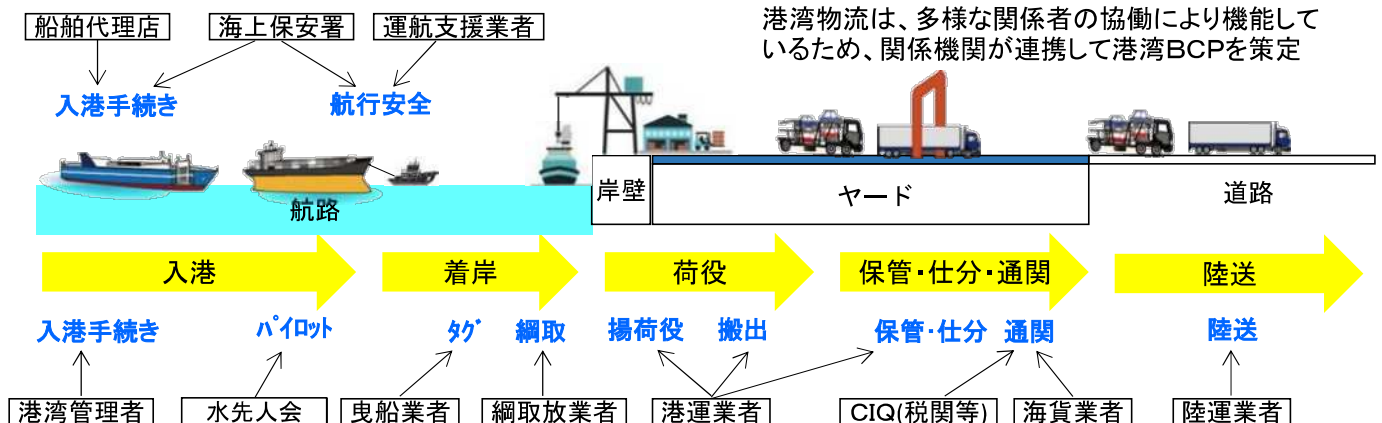 船舶代理店 海上保安署 運航支援業者
港湾物流は、多様な関係者の協働により機能して
いるため、関係機関が連携して港湾BCPを策定
入港手続き 航行安全
航路 岸壁 ヤード 道路
入港 着岸 荷役 保管・仕分・通関 陸送
入港手続き パイロット タグ 綱取 揚荷役 搬出 保管・仕分 通関 陸送
港湾管理者 水先人会 曳船業者 綱取放業者 港運業者 CIQ(税関等) 海貨業者 陸運業者